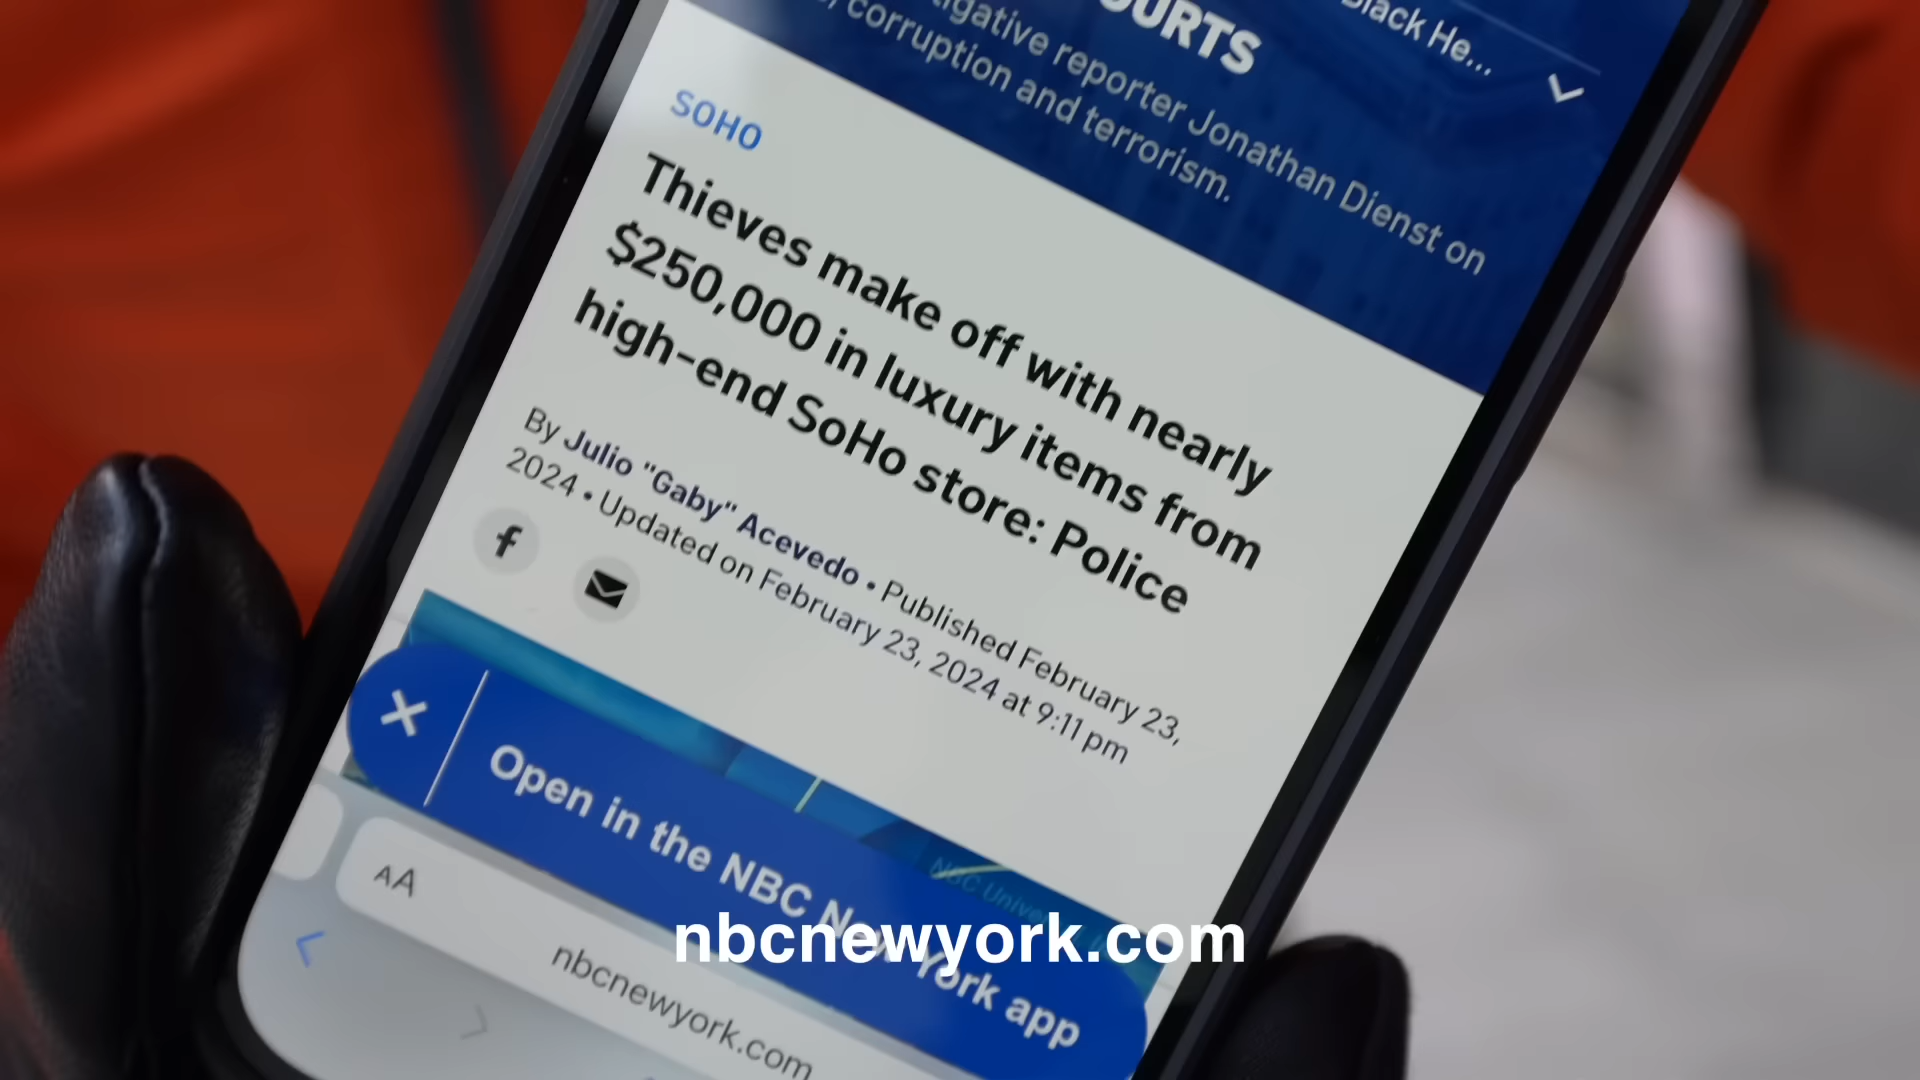 OURTS
Black He...
tigative reporter Jonathan Dienst on
, corruption and terrorism.
SOHO
Thieves make off with nearly
$250,000 in luxury items from
high-end SoHo store: Police
By Julio "Gaby" Acevedo • Published February 23,
2024 • Updated on February 23, 2024 at 9:11 pm
f
Open in the NBC New York app
AA
nbcnewyork.com
nbcnewyork.com